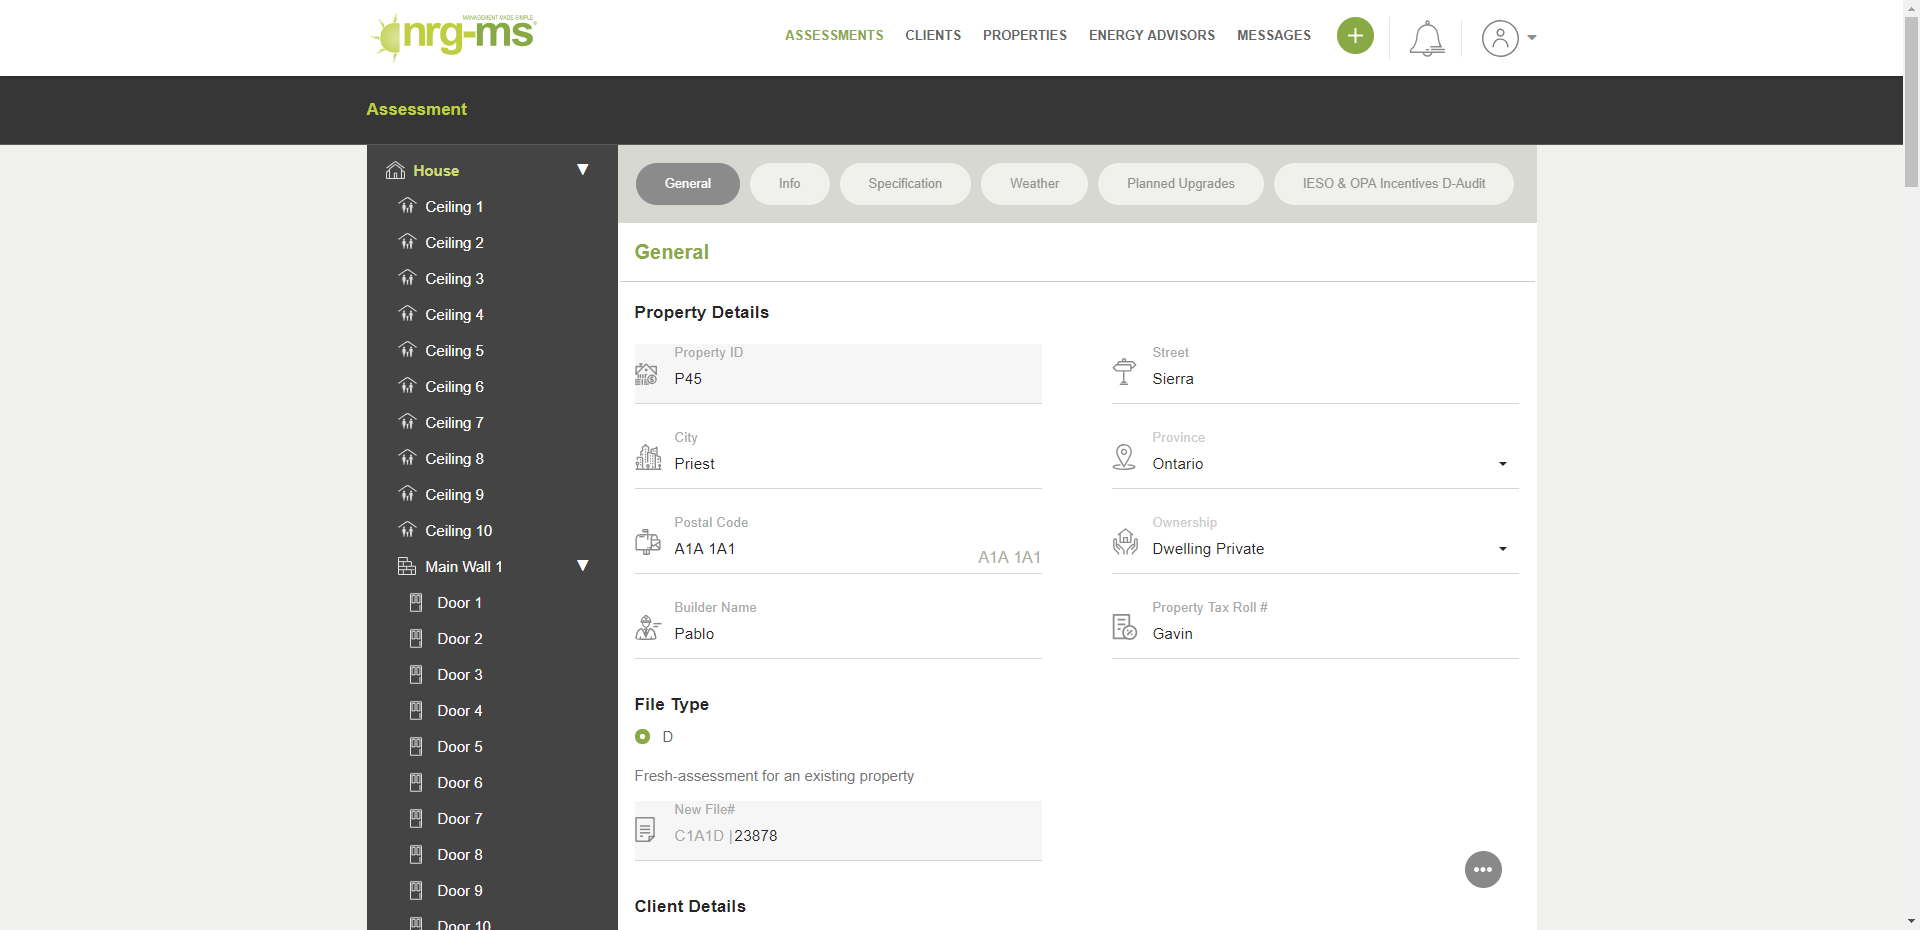 MANAGEMENT MADE SIMPLE
nrg-ms
ASSESSMENTS CLIENTS PROPERTIES ENERGY ADVISORS MESSAGES
Assessment
House
Ceiling 1
Ceiling 2
Ceiling 3
Ceiling 4
Ceiling 5
Ceiling 6
Ceiling 7
Ceiling 8
Ceiling 9
Ceiling 10
Main Wall 1
Door 1
Door 2
Door 3
Door 4
Door 5
Door 6
Door 7
Door 8
Door 9
Door 10
General Info Specification Weather Planned Upgrades IESO & OPA Incentives D-Audit
General
Property Details
Property ID
P45
Street
Sierra
City
Priest
Province
Ontario
Postal Code
A1A 1A1
A1A 1A1
Ownership
Dwelling Private
Builder Name
Pablo
Property Tax Roll #
Gavin
File Type
D
Fresh-assessment for an existing property
New File#
C1A1D |23878
Client Details